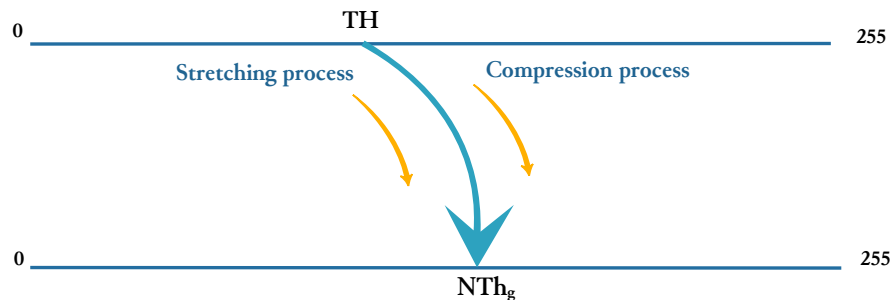 TH
0 255
Stretching process Compression process
0 255
NThg